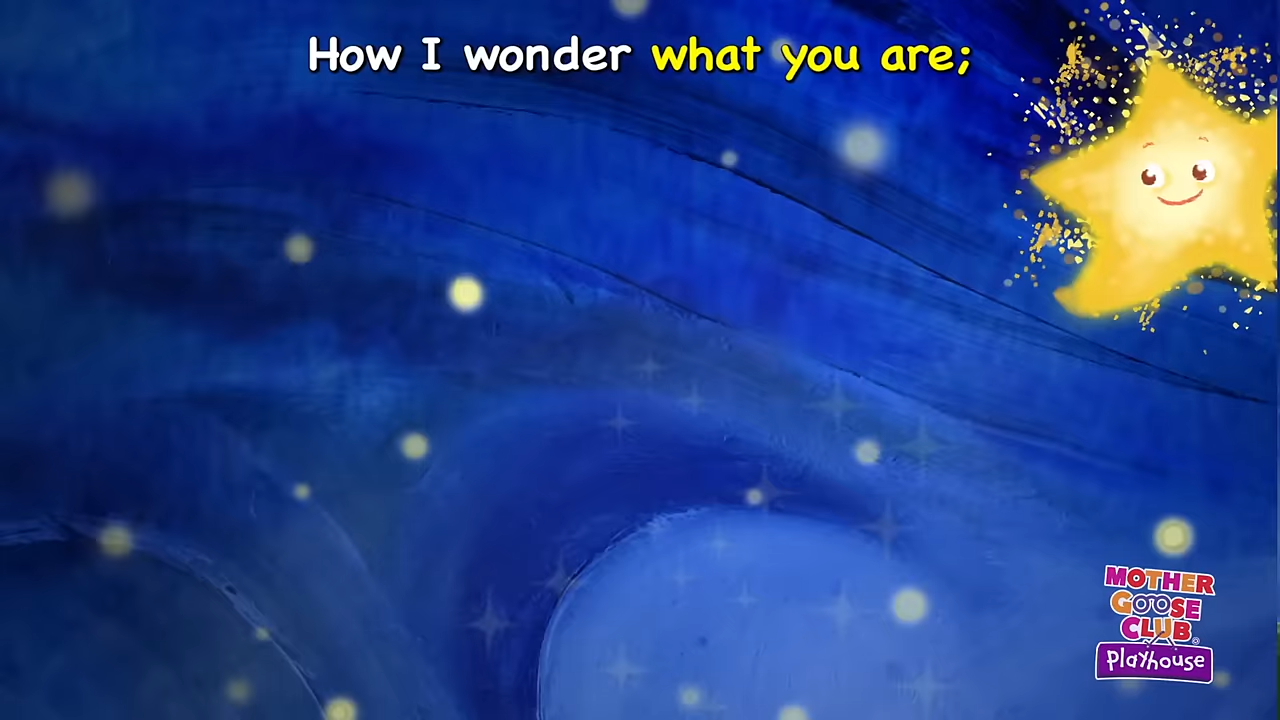 How I wonder what you are;
MOTHER
GOOSE
CLUB
Playhouse